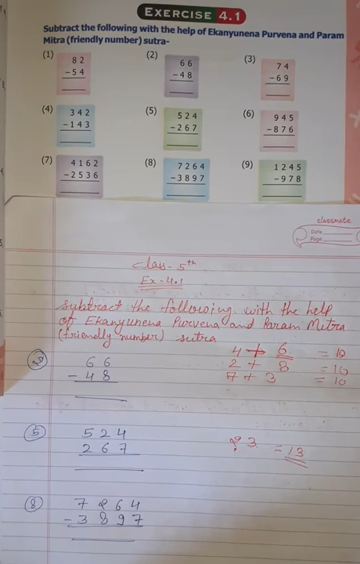 EXERCISE 4.1
Subtract the following with the help of Ekanyunena Purvena and Param
Mitra (friendly number) sutra-
(1) 82
-54
(2) 66
-48
(3) 74
-69
(4) 342
-143
(5) 524
-267
(6) 945
-876
(7) 4162
-2536
(8) 7264
-3897
(9) 1245
-978
classmate
Date
Page
Class - 5th
Ex - 4.1
Subtract the following with the help
of Ekanyunena Purvena and Param Mitra
(friendly number) sutra
4 + 6 = 10
2 + 8 = 10
7 + 3 = 10
66
- 48
(5) 524
267
3 = 13
(8) 7264
- 3897